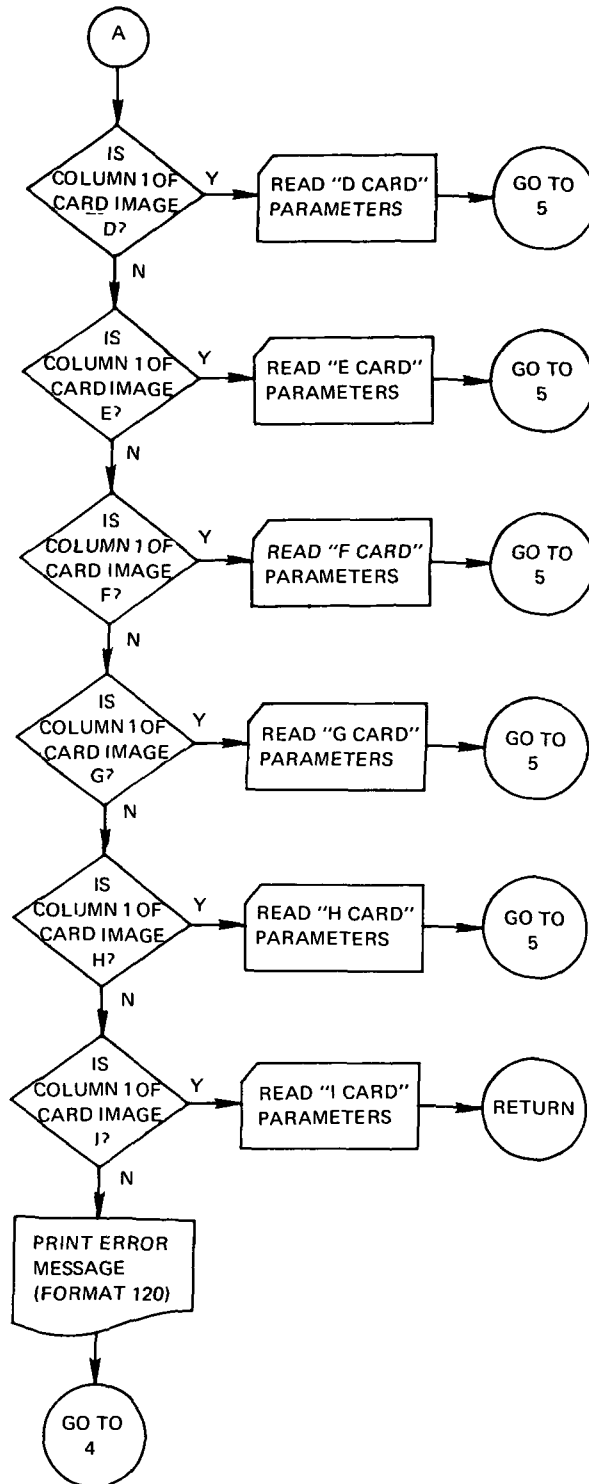 A
IS
COLUMN 1 OF
CARD IMAGE
D?
Y
READ "D CARD"
PARAMETERS
GO TO
5
N
IS
COLUMN 1 OF
CARD IMAGE
E?
Y
READ "E CARD"
PARAMETERS
GO TO
5
N
IS
COLUMN 1 OF
CARD IMAGE
F?
Y
READ "F CARD"
PARAMETERS
GO TO
5
N
IS
COLUMN 1 OF
CARD IMAGE
G?
Y
READ "G CARD"
PARAMETERS
GO TO
5
N
IS
COLUMN 1 OF
CARD IMAGE
H?
Y
READ "H CARD"
PARAMETERS
GO TO
5
N
IS
COLUMN 1 OF
CARD IMAGE
I?
Y
READ "I CARD"
PARAMETERS
RETURN
N
PRINT ERROR
MESSAGE
(FORMAT 120)
GO TO
4